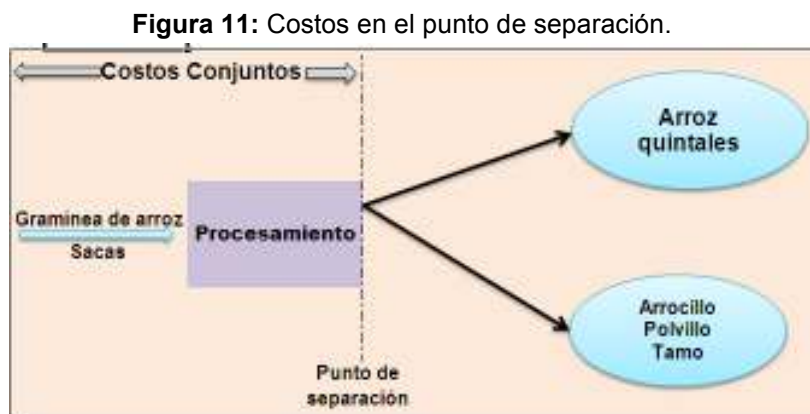 Figura 11: Costos en el punto de separación.
Costos Conjuntos
Arroz
quintales
Graminea de arroz
Sacas
Procesamiento
Arrocillo
Polvillo
Tamo
Punto de
separación